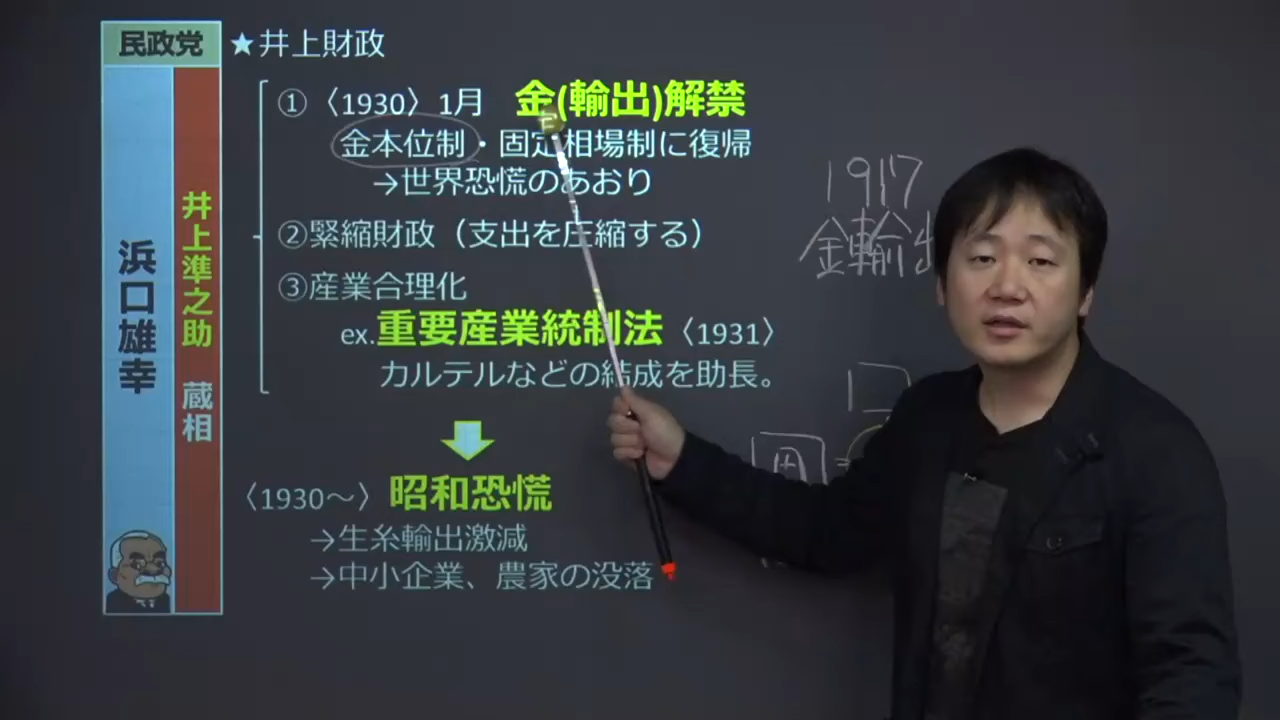 民政党
★井上財政
浜口雄幸
井上準之助 蔵相
①〈1930〉1月 金(輸出)解禁
金本位制・固定相場制に復帰
→世界恐慌のあおり
②緊縮財政（支出を圧縮する）
③産業合理化
ex.重要産業統制法〈1931〉
カルテルなどの結成を助長。
〈1930～〉昭和恐慌
→生糸輸出激減
→中小企業、農家の没落
1917
金輸出